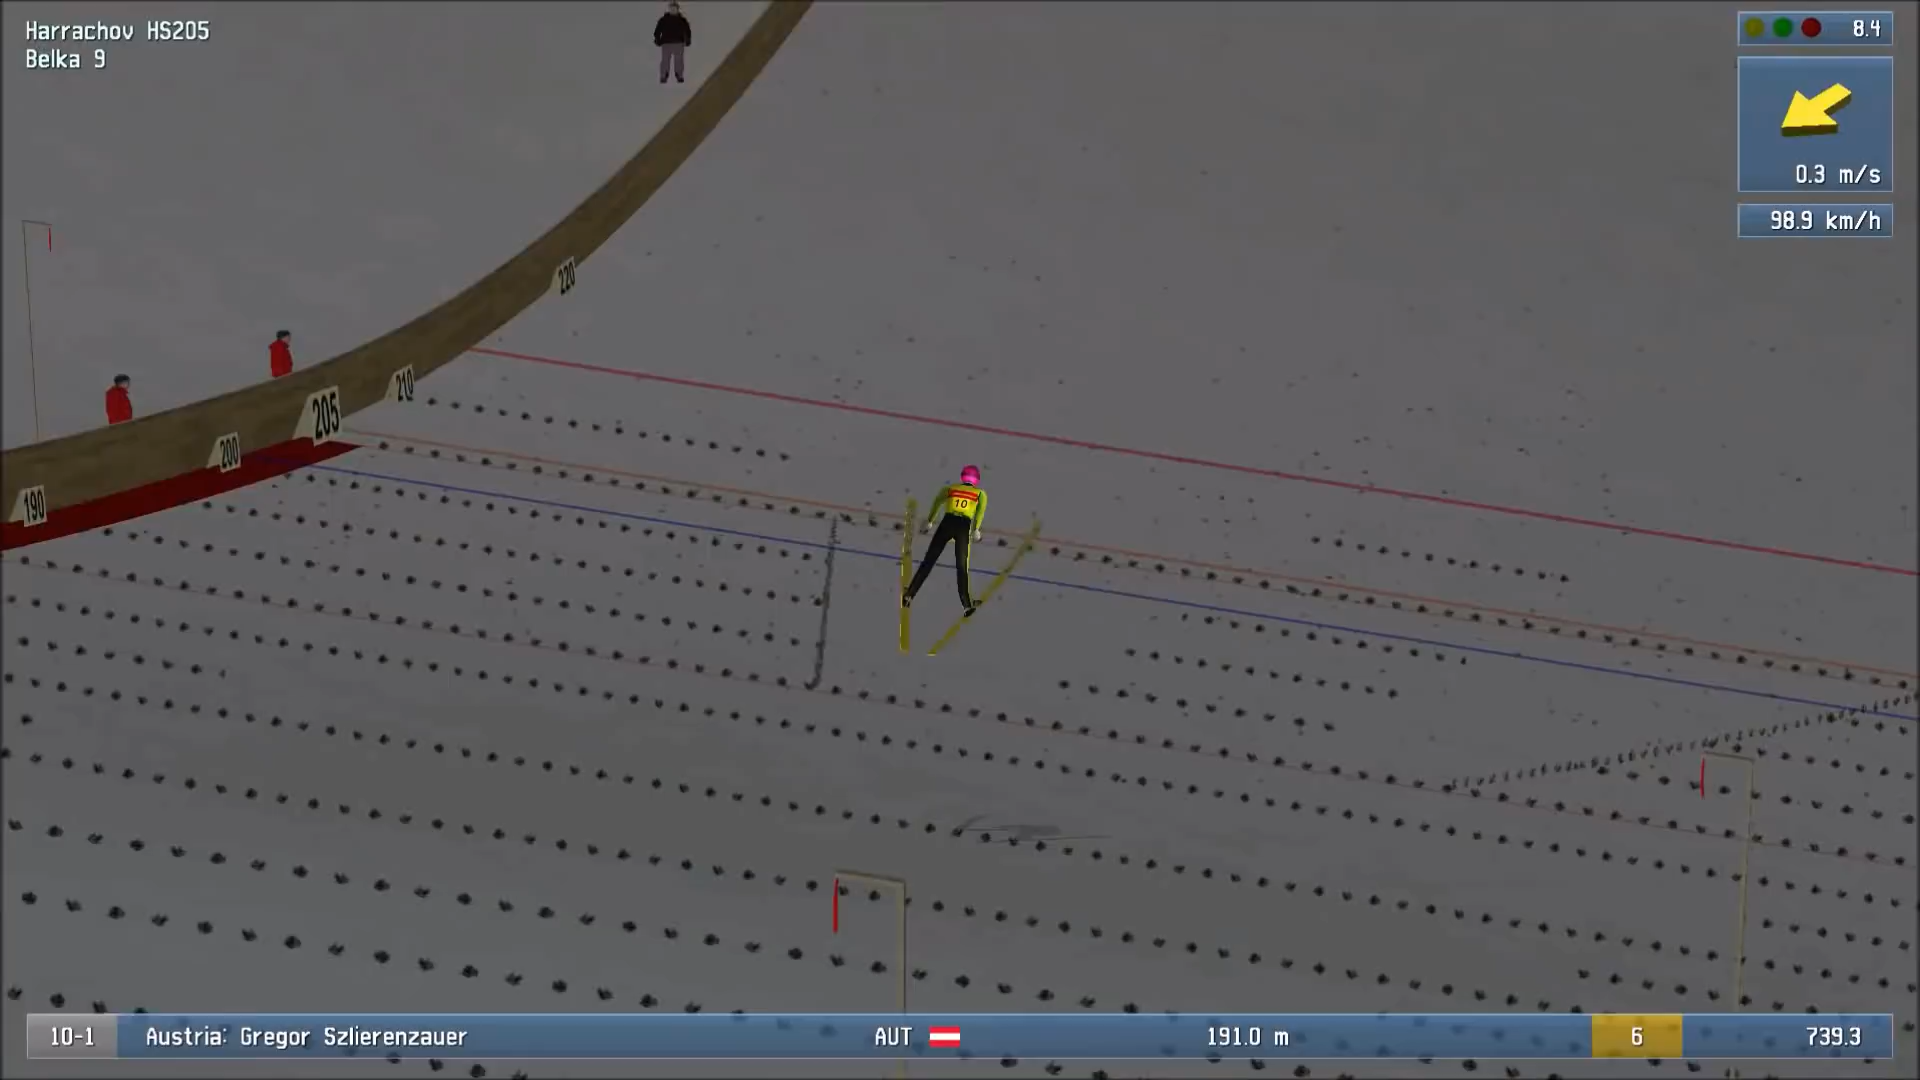 Harrachov HS205
Belka 9
8.4
0.3 m/s
98.9 km/h
220
210
205
200
190
10
10-1 Austria: Gregor Szlierenzauer AUT 191.0 m 6 739.3